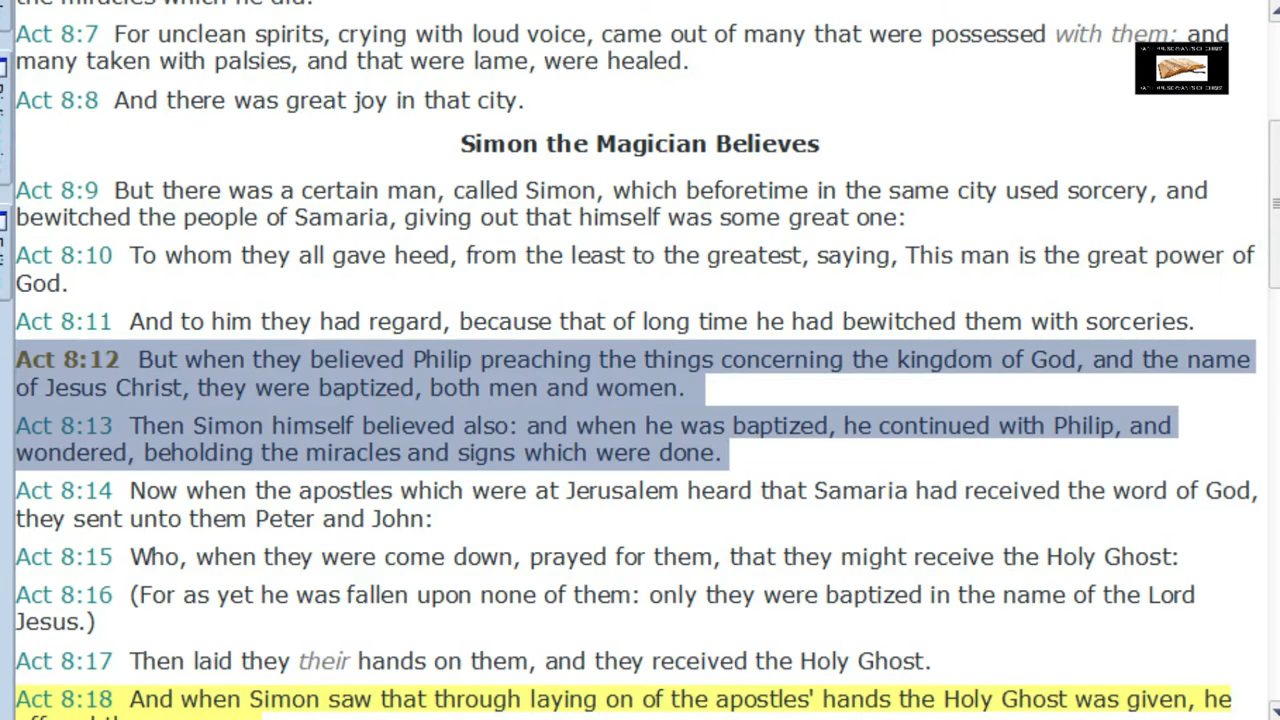 the miracles which he did.
Act 8:7 For unclean spirits, crying with loud voice, came out of many that were possessed with them: and
many taken with palsies, and that were lame, were healed.
Act 8:8 And there was great joy in that city.
Simon the Magician Believes
Act 8:9 But there was a certain man, called Simon, which beforetime in the same city used sorcery, and
bewitched the people of Samaria, giving out that himself was some great one:
Act 8:10 To whom they all gave heed, from the least to the greatest, saying, This man is the great power of
God.
Act 8:11 And to him they had regard, because that of long time he had bewitched them with sorceries.
Act 8:12 But when they believed Philip preaching the things concerning the kingdom of God, and the name
of Jesus Christ, they were baptized, both men and women.
Act 8:13 Then Simon himself believed also: and when he was baptized, he continued with Philip, and
wondered, beholding the miracles and signs which were done.
Act 8:14 Now when the apostles which were at Jerusalem heard that Samaria had received the word of God,
they sent unto them Peter and John:
Act 8:15 Who, when they were come down, prayed for them, that they might receive the Holy Ghost:
Act 8:16 (For as yet he was fallen upon none of them: only they were baptized in the name of the Lord
Jesus.)
Act 8:17 Then laid they their hands on them, and they received the Holy Ghost.
Act 8:18 And when Simon saw that through laying on of the apostles' hands the Holy Ghost was given, he